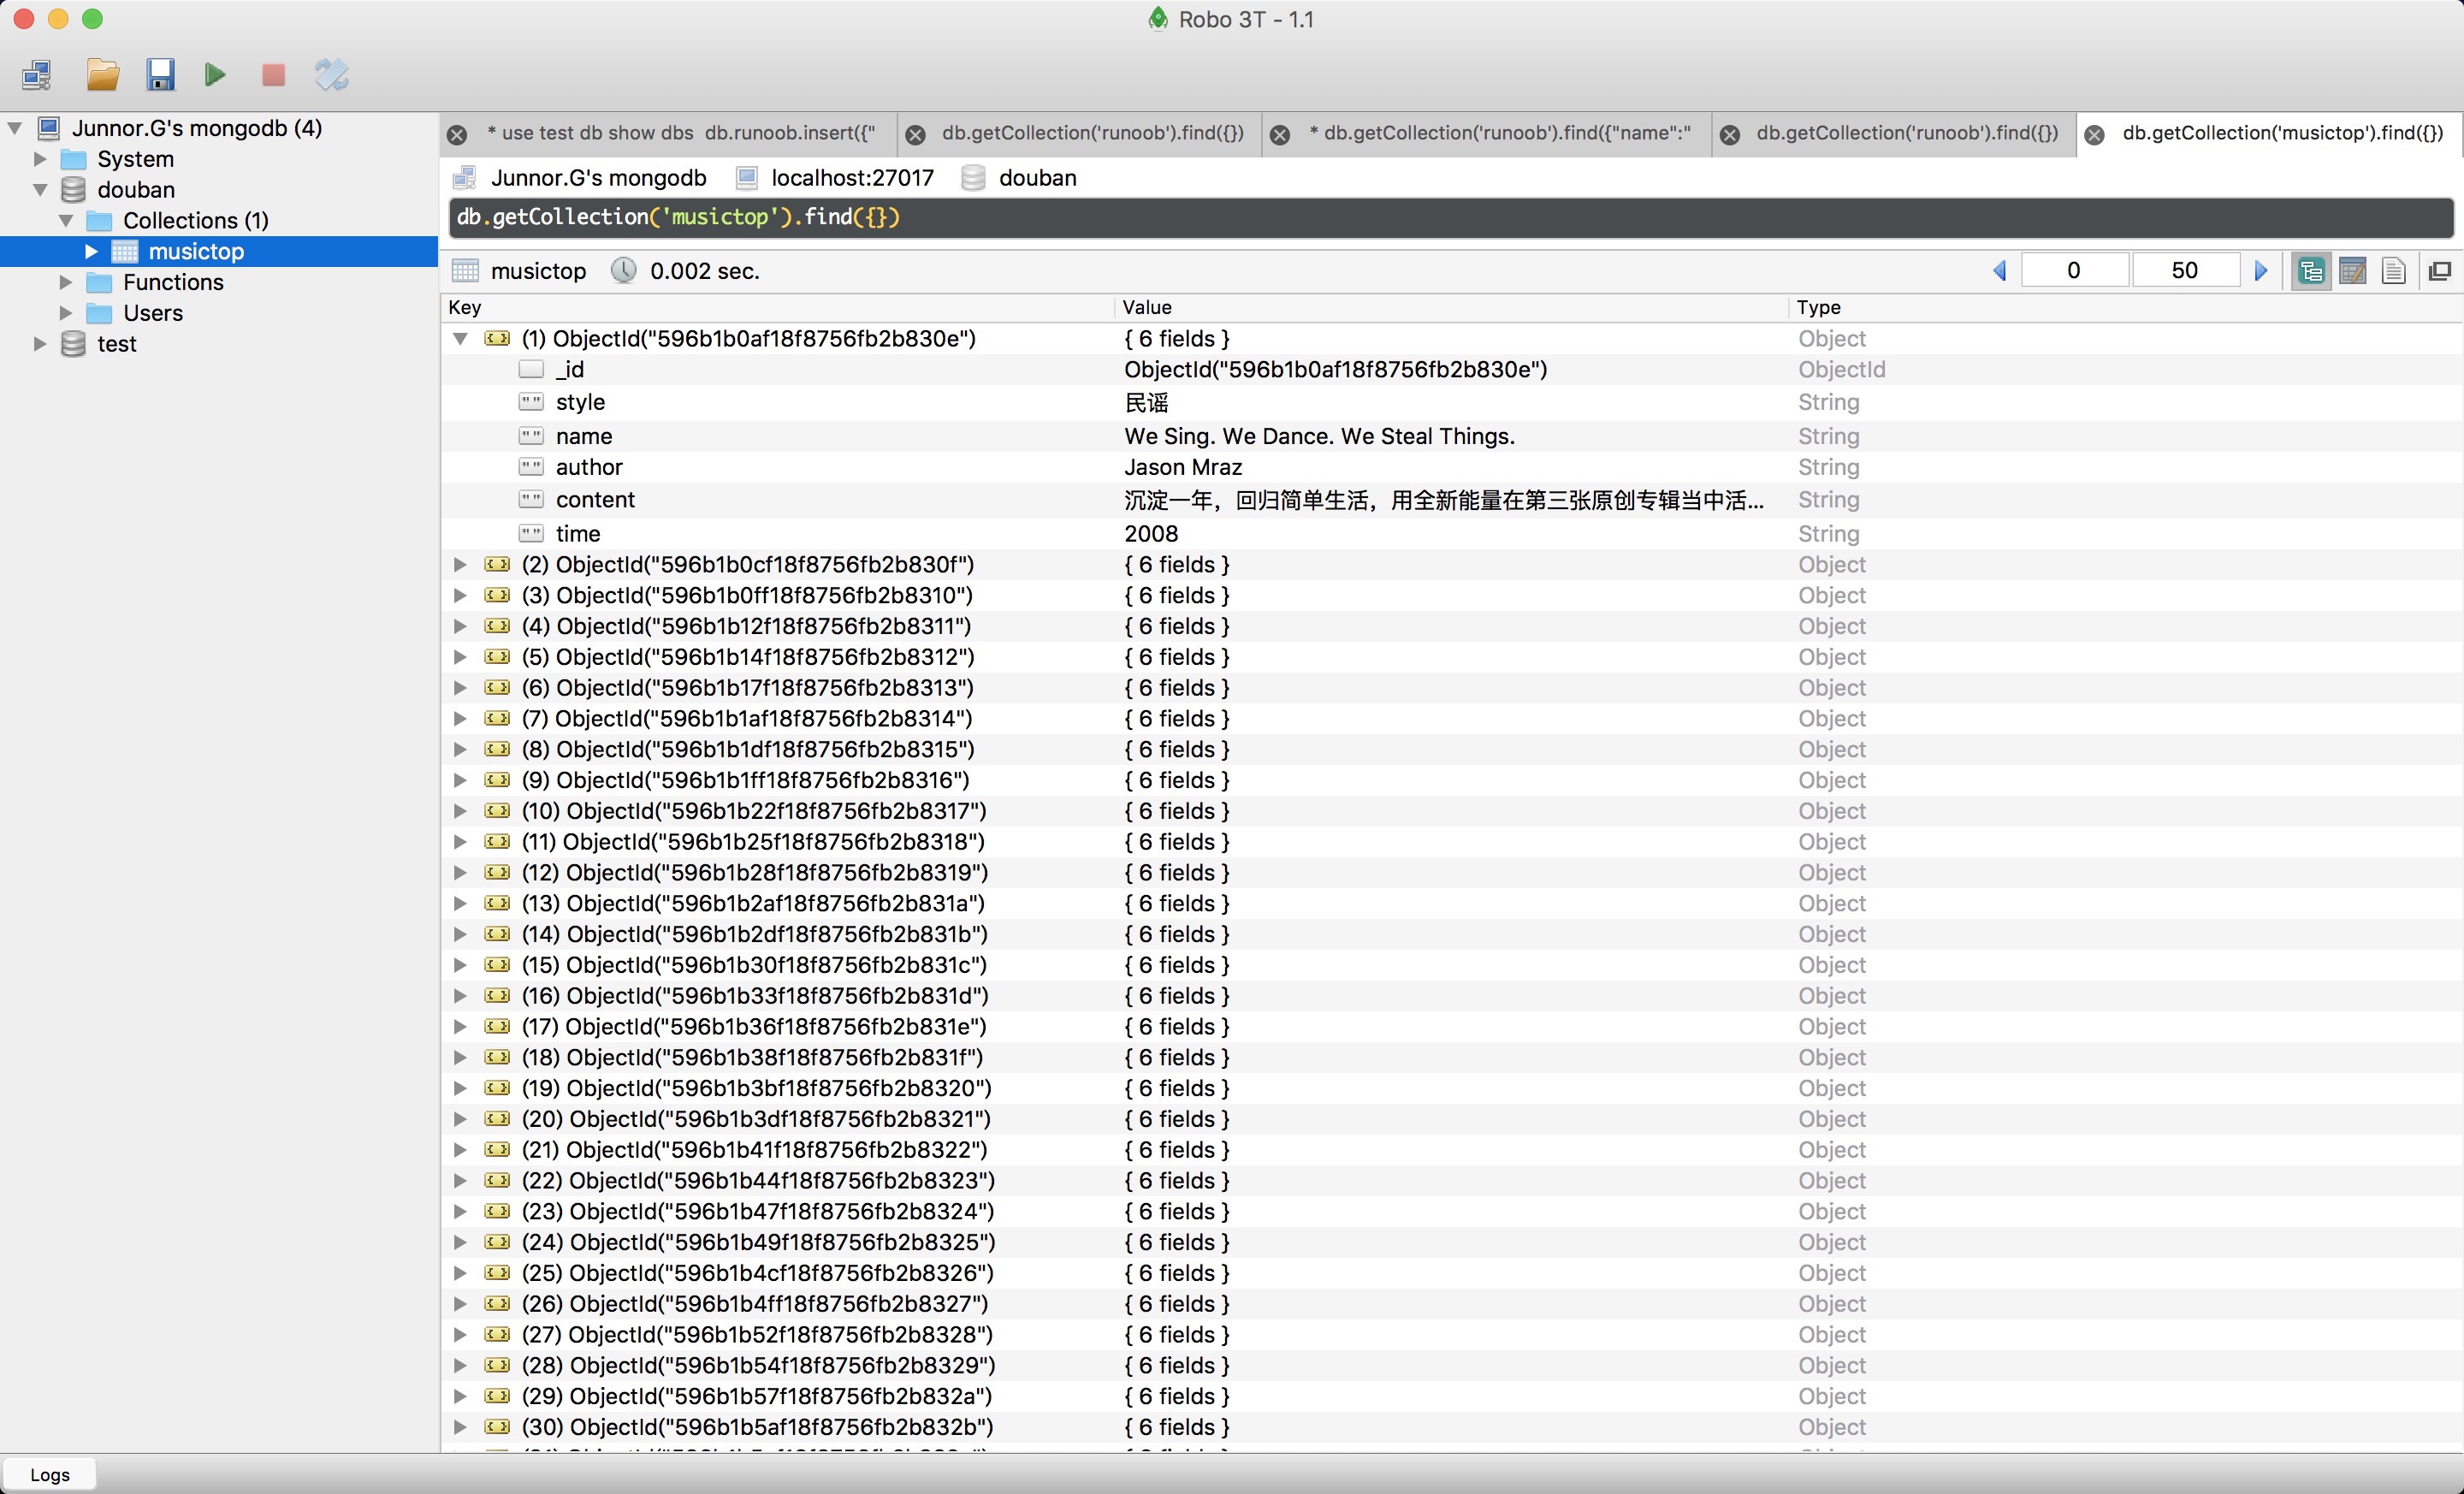 Robo 3T - 1.1
Junnor.G's mongodb (4)
System
douban
Collections (1)
musictop
Functions
Users
test
* use test db show dbs  db.runoob.insert({"
db.getCollection('runoob').find({})
* db.getCollection('runoob').find({"name":"
db.getCollection('runoob').find({})
db.getCollection('musictop').find({})
Junnor.G's mongodb localhost:27017 douban
db.getCollection('musictop').find({})
musictop 0.002 sec. 0 50
Key Value Type
(1) ObjectId("596b1b0af18f8756fb2b830e") { 6 fields } Object
_id ObjectId("596b1b0af18f8756fb2b830e") ObjectId
"" style 民谣 String
"" name We Sing. We Dance. We Steal Things. String
"" author Jason Mraz String
"" content 沉淀一年，回归简单生活，用全新能量在第三张原创专辑当中活... String
"" time 2008 String
(2) ObjectId("596b1b0cf18f8756fb2b830f") { 6 fields } Object
(3) ObjectId("596b1b0ff18f8756fb2b8310") { 6 fields } Object
(4) ObjectId("596b1b12f18f8756fb2b8311") { 6 fields } Object
(5) ObjectId("596b1b14f18f8756fb2b8312") { 6 fields } Object
(6) ObjectId("596b1b17f18f8756fb2b8313") { 6 fields } Object
(7) ObjectId("596b1b1af18f8756fb2b8314") { 6 fields } Object
(8) ObjectId("596b1b1df18f8756fb2b8315") { 6 fields } Object
(9) ObjectId("596b1b1ff18f8756fb2b8316") { 6 fields } Object
(10) ObjectId("596b1b22f18f8756fb2b8317") { 6 fields } Object
(11) ObjectId("596b1b25f18f8756fb2b8318") { 6 fields } Object
(12) ObjectId("596b1b28f18f8756fb2b8319") { 6 fields } Object
(13) ObjectId("596b1b2af18f8756fb2b831a") { 6 fields } Object
(14) ObjectId("596b1b2df18f8756fb2b831b") { 6 fields } Object
(15) ObjectId("596b1b30f18f8756fb2b831c") { 6 fields } Object
(16) ObjectId("596b1b33f18f8756fb2b831d") { 6 fields } Object
(17) ObjectId("596b1b36f18f8756fb2b831e") { 6 fields } Object
(18) ObjectId("596b1b38f18f8756fb2b831f") { 6 fields } Object
(19) ObjectId("596b1b3bf18f8756fb2b8320") { 6 fields } Object
(20) ObjectId("596b1b3df18f8756fb2b8321") { 6 fields } Object
(21) ObjectId("596b1b41f18f8756fb2b8322") { 6 fields } Object
(22) ObjectId("596b1b44f18f8756fb2b8323") { 6 fields } Object
(23) ObjectId("596b1b47f18f8756fb2b8324") { 6 fields } Object
(24) ObjectId("596b1b49f18f8756fb2b8325") { 6 fields } Object
(25) ObjectId("596b1b4cf18f8756fb2b8326") { 6 fields } Object
(26) ObjectId("596b1b4ff18f8756fb2b8327") { 6 fields } Object
(27) ObjectId("596b1b52f18f8756fb2b8328") { 6 fields } Object
(28) ObjectId("596b1b54f18f8756fb2b8329") { 6 fields } Object
(29) ObjectId("596b1b57f18f8756fb2b832a") { 6 fields } Object
(30) ObjectId("596b1b5af18f8756fb2b832b") { 6 fields } Object
Logs